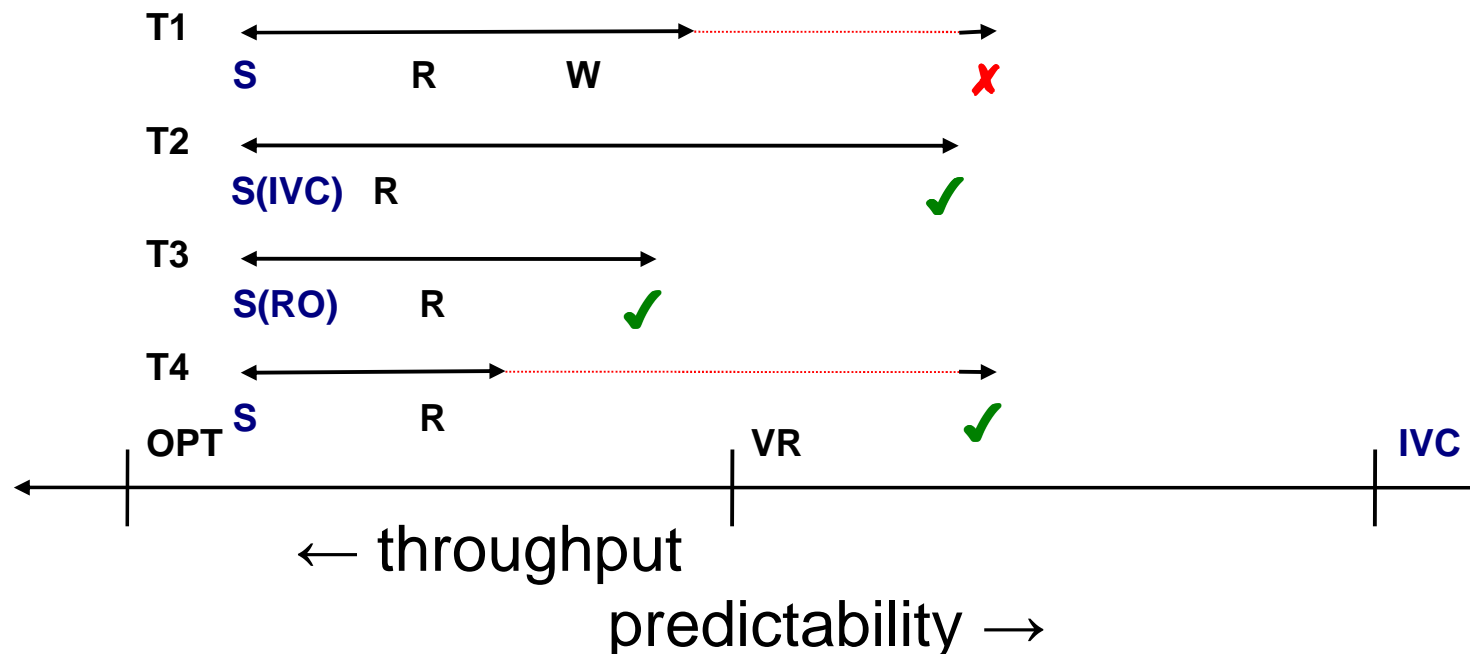 T1
S R W ✗
T2
S(IVC) R ✔
T3
S(RO) R ✔
T4
S R ✔
OPT VR IVC
← throughput
predictability →